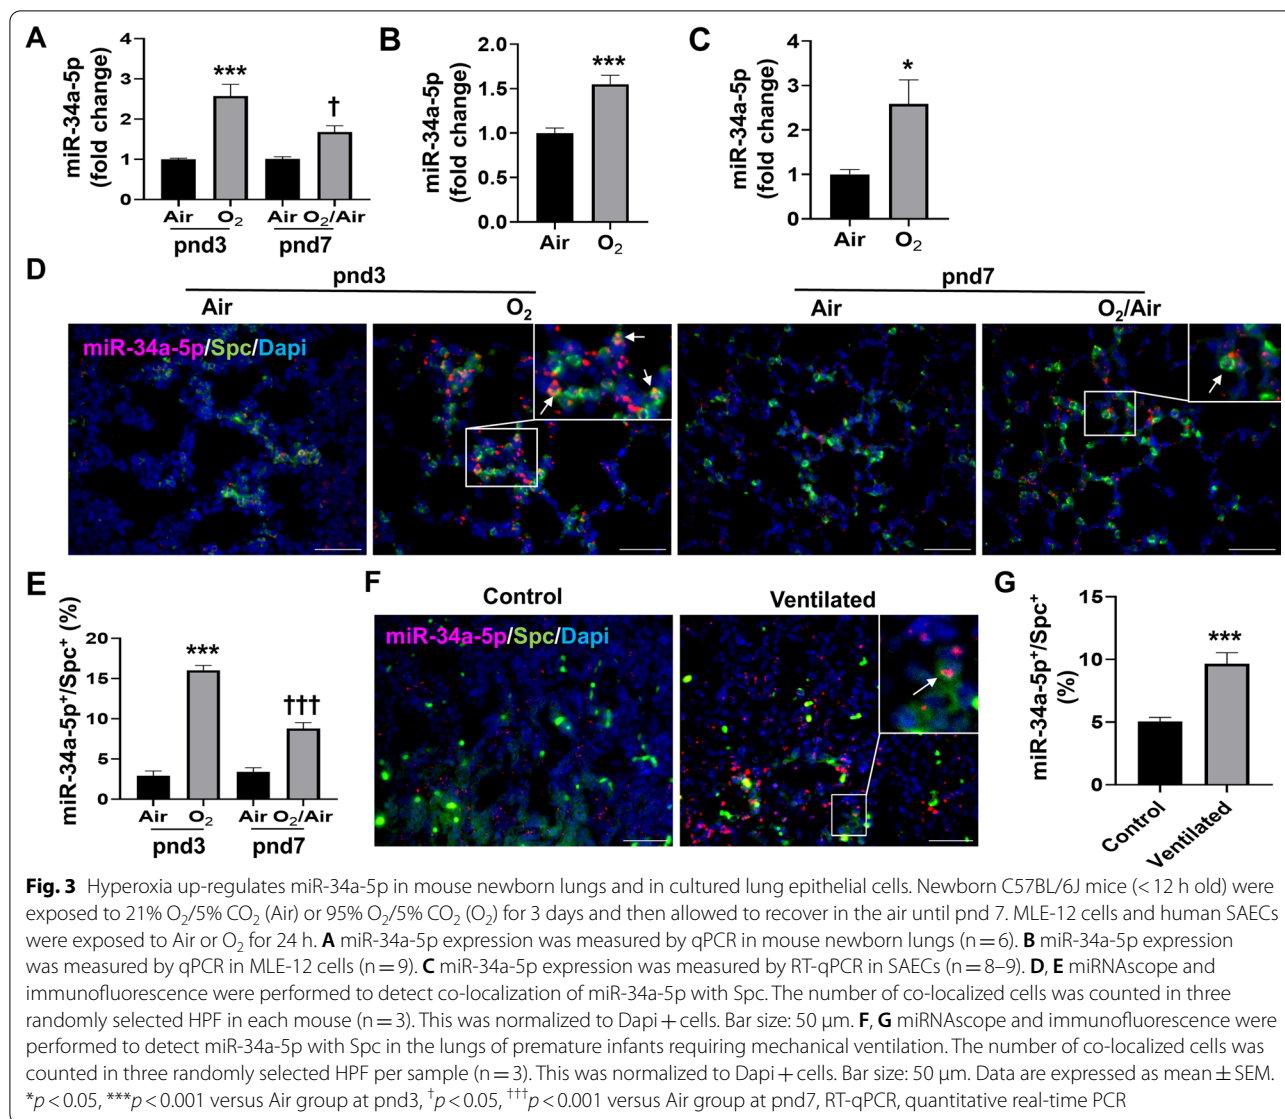 A
miR-34a-5p
(fold change)
4
3
2
1
0
***
†
Air O₂ Air O₂/Air
pnd3 pnd7
B
miR-34a-5p
(fold change)
2.0
1.5
1.0
0.5
0.0
***
Air O₂
C
miR-34a-5p
(fold change)
4
3
2
1
0
*
Air O₂
D
pnd3 pnd7
Air O₂ Air O₂/Air
miR-34a-5p/Spc/Dapi
E
miR-34a-5p⁺/Spc⁺ (%)
20
15
10
5
0
***
†††
Air O₂ Air O₂/Air
pnd3 pnd7
F
Control Ventilated
miR-34a-5p/Spc/Dapi
G
miR-34a-5p⁺/Spc⁺
(%)
15
10
5
0
***
Control
Ventilated
Fig. 3 Hyperoxia up-regulates miR-34a-5p in mouse newborn lungs and in cultured lung epithelial cells. Newborn C57BL/6J mice (< 12 h old) were
exposed to 21% O₂/5% CO₂ (Air) or 95% O₂/5% CO₂ (O₂) for 3 days and then allowed to recover in the air until pnd 7. MLE-12 cells and human SAECs
were exposed to Air or O₂ for 24 h. A miR-34a-5p expression was measured by qPCR in mouse newborn lungs (n = 6). B miR-34a-5p expression
was measured by qPCR in MLE-12 cells (n = 9). C miR-34a-5p expression was measured by RT-qPCR in SAECs (n = 8–9). D, E miRNAscope and
immunofluorescence were performed to detect co-localization of miR-34a-5p with Spc. The number of co-localized cells was counted in three
randomly selected HPF in each mouse (n = 3). This was normalized to Dapi + cells. Bar size: 50 µm. F, G miRNAscope and immunofluorescence were
performed to detect miR-34a-5p with Spc in the lungs of premature infants requiring mechanical ventilation. The number of co-localized cells was
counted in three randomly selected HPF per sample (n = 3). This was normalized to Dapi + cells. Bar size: 50 µm. Data are expressed as mean ± SEM.
*p < 0.05, ***p < 0.001 versus Air group at pnd3, †p < 0.05, †††p < 0.001 versus Air group at pnd7, RT-qPCR, quantitative real-time PCR